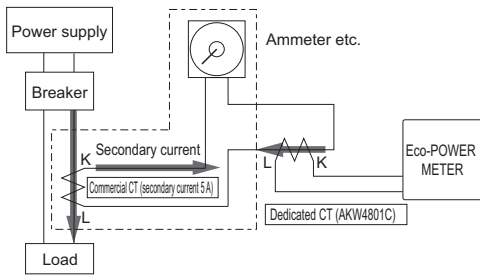 Power supply
Ammeter etc.
Breaker
K
Secondary current
L
K
Eco-POWER
METER
Commercial CT (secondary current 5 A)
L
Dedicated CT (AKW4801C)
Load